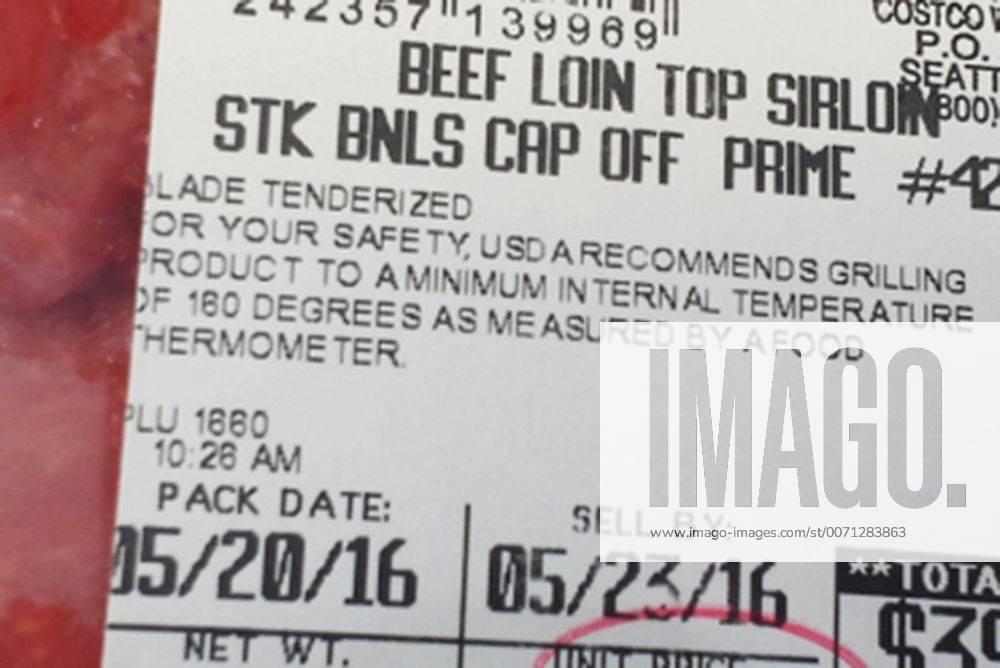 242357 139969
COSTCO
P.O.
SEATT
800)
BEEF LOIN TOP SIRLOIN
STK BNLS CAP OFF PRIME #42
BLADE TENDERIZED
FOR YOUR SAFETY, USDA RECOMMENDS GRILLING
PRODUCT TO A MINIMUM INTERNAL TEMPERATURE
OF 160 DEGREES AS MEASURED BY A FOOD
THERMOMETER.
PLU 1660
10:26 AM
PACK DATE:
05/20/16
SELL BY:
05/23/16
**TOTA
$39
NET WT.
UNIT PRICE
IMAGO.
www.imago-images.com/st/0071283863